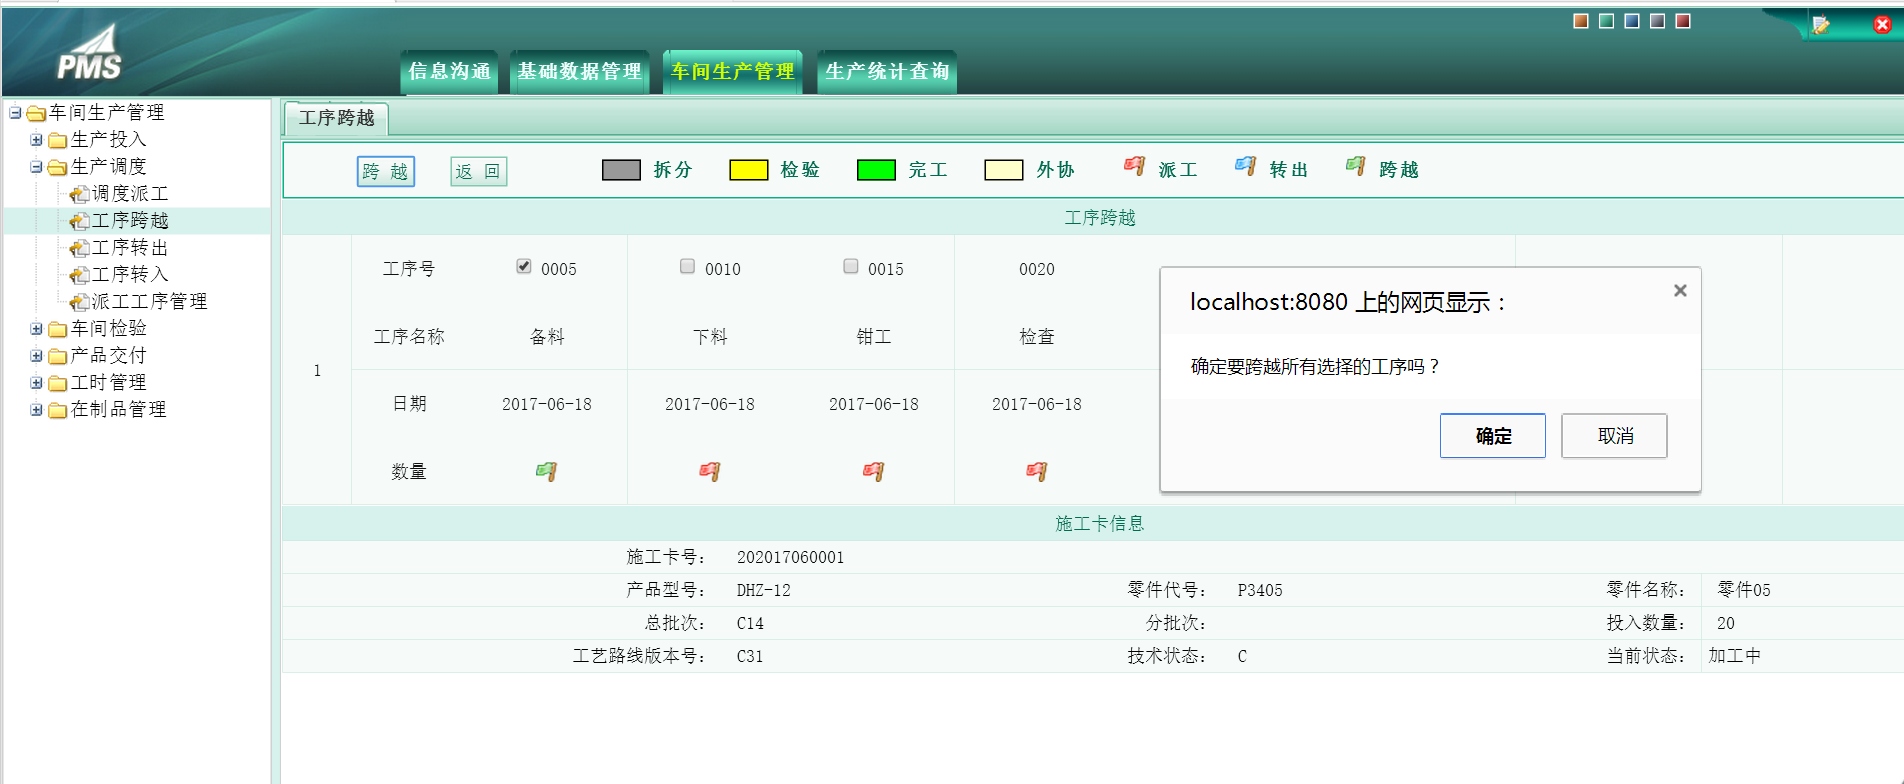 PMS
信息沟通 基础数据管理 车间生产管理 生产统计查询
车间生产管理
生产投入
生产调度
调度派工
工序跨越
工序转出
工序转入
派工工序管理
车间检验
产品交付
工时管理
在制品管理
工序跨越
跨 越 返 回 拆分 检验 完工 外协 派工 转出 跨越
工序跨越
工序号 0005 0010 0015 0020
工序名称 备料 下料 钳工 检查
1
日期 2017-06-18 2017-06-18 2017-06-18 2017-06-18
数量
localhost:8080 上的网页显示：
确定要跨越所有选择的工序吗？
确定 取消
施工卡信息
施工卡号： 202017060001
产品型号： DHZ-12 零件代号： P3405 零件名称： 零件05
总批次： C14 分批次： 投入数量： 20
工艺路线版本号： C31 技术状态： C 当前状态： 加工中